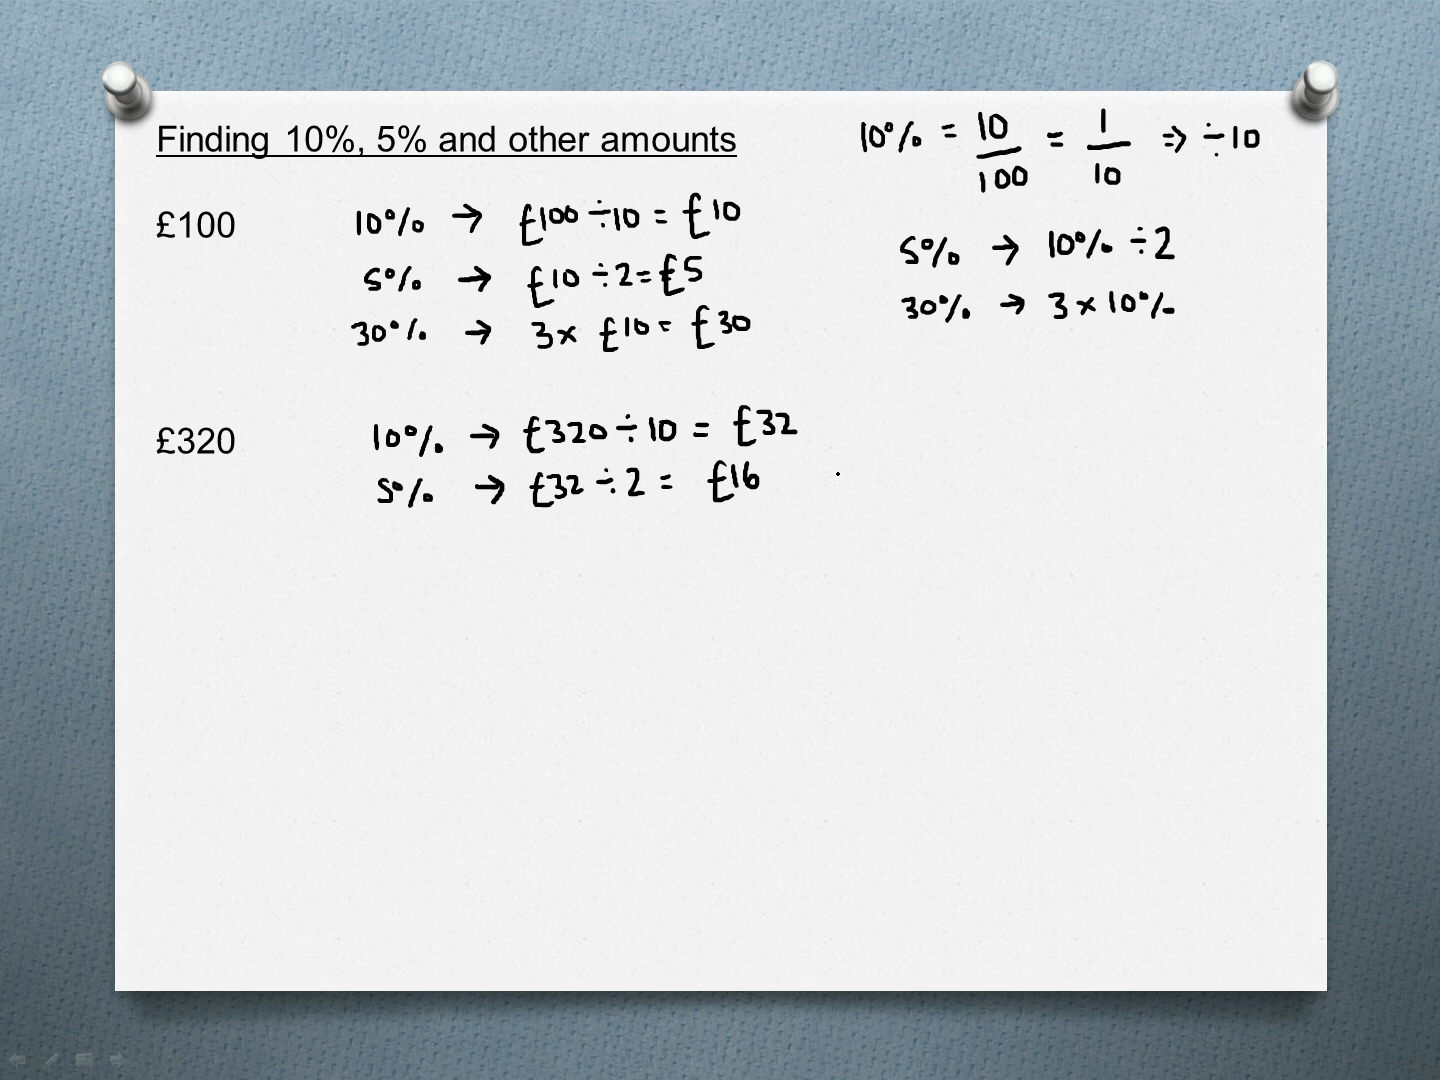 Finding 10%, 5% and other amounts
10% = 10/100 = 1/10 ⇒ ÷10
£100
10% → £100 ÷ 10 = £10
5% → £10 ÷ 2 = £5
30% → 3 × £10 = £30
5% → 10% ÷ 2
30% → 3 × 10%
£320
10% → £320 ÷ 10 = £32
5% → £32 ÷ 2 = £16